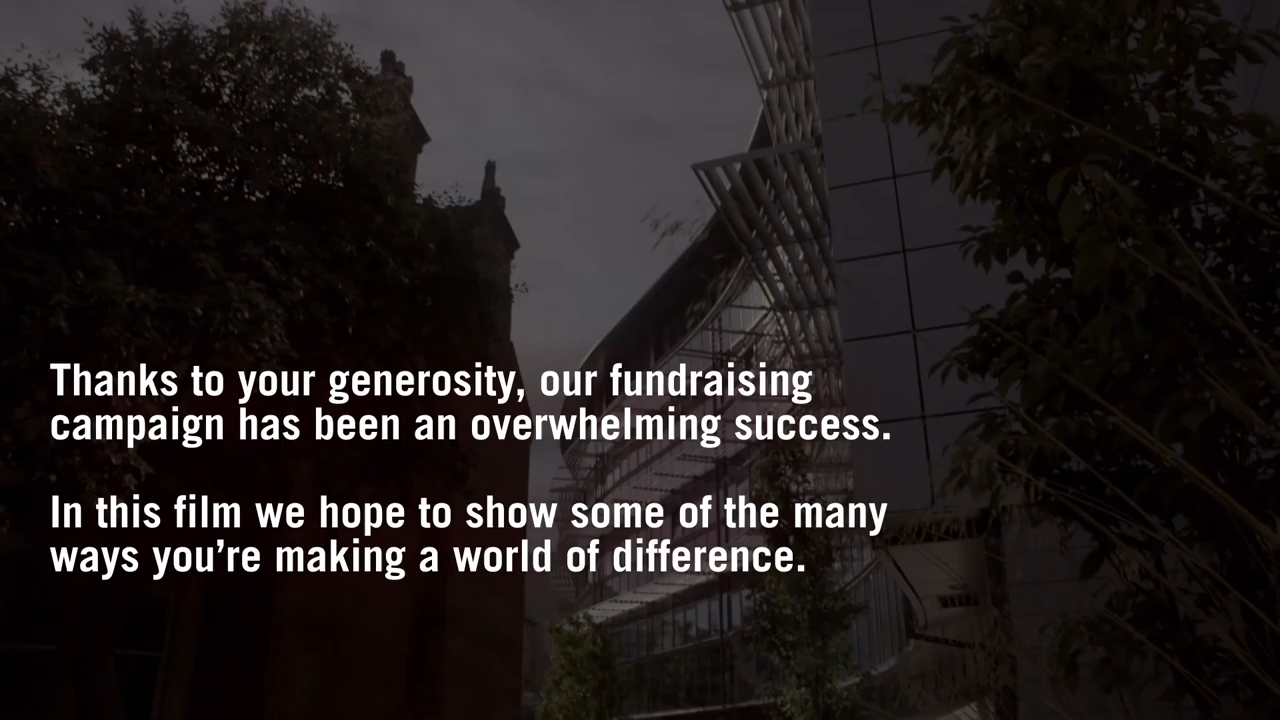 Thanks to your generosity, our fundraising
campaign has been an overwhelming success.
In this film we hope to show some of the many
ways you’re making a world of difference.